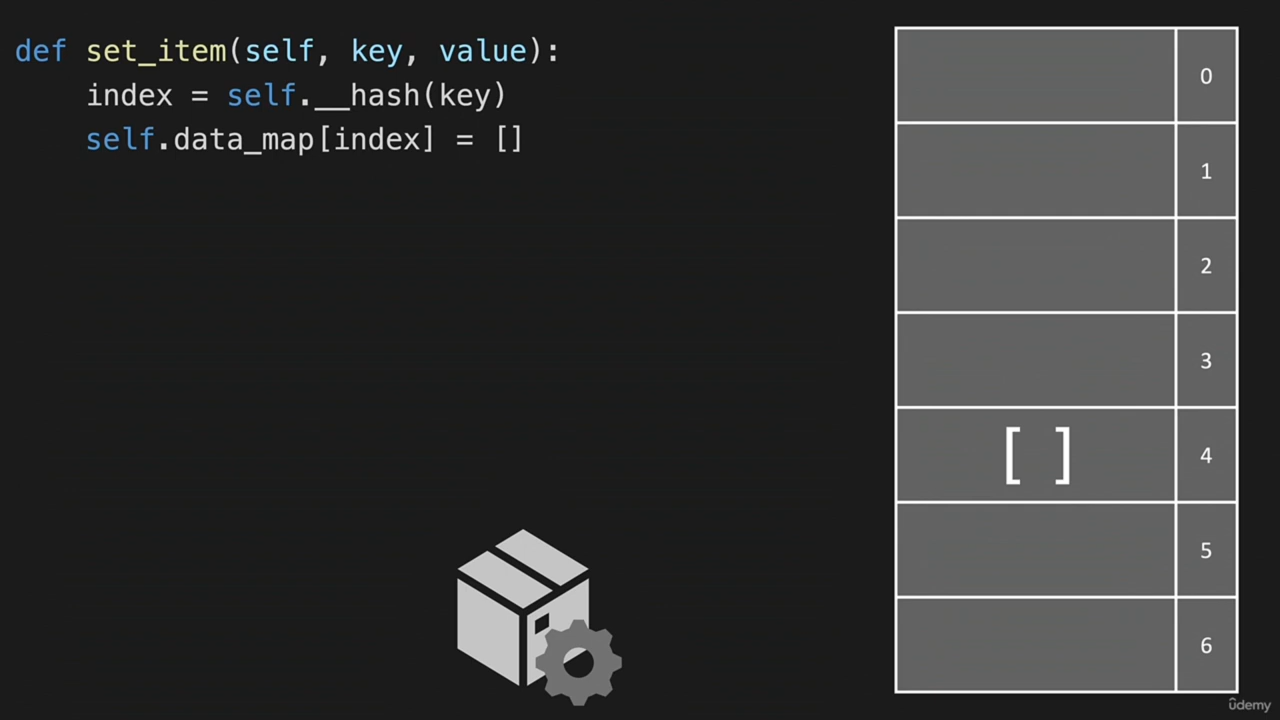 def set_item(self, key, value):
    index = self.__hash(key)
    self.data_map[index] = []
0
1
2
3
[ ] 4
5
6
ûdemy